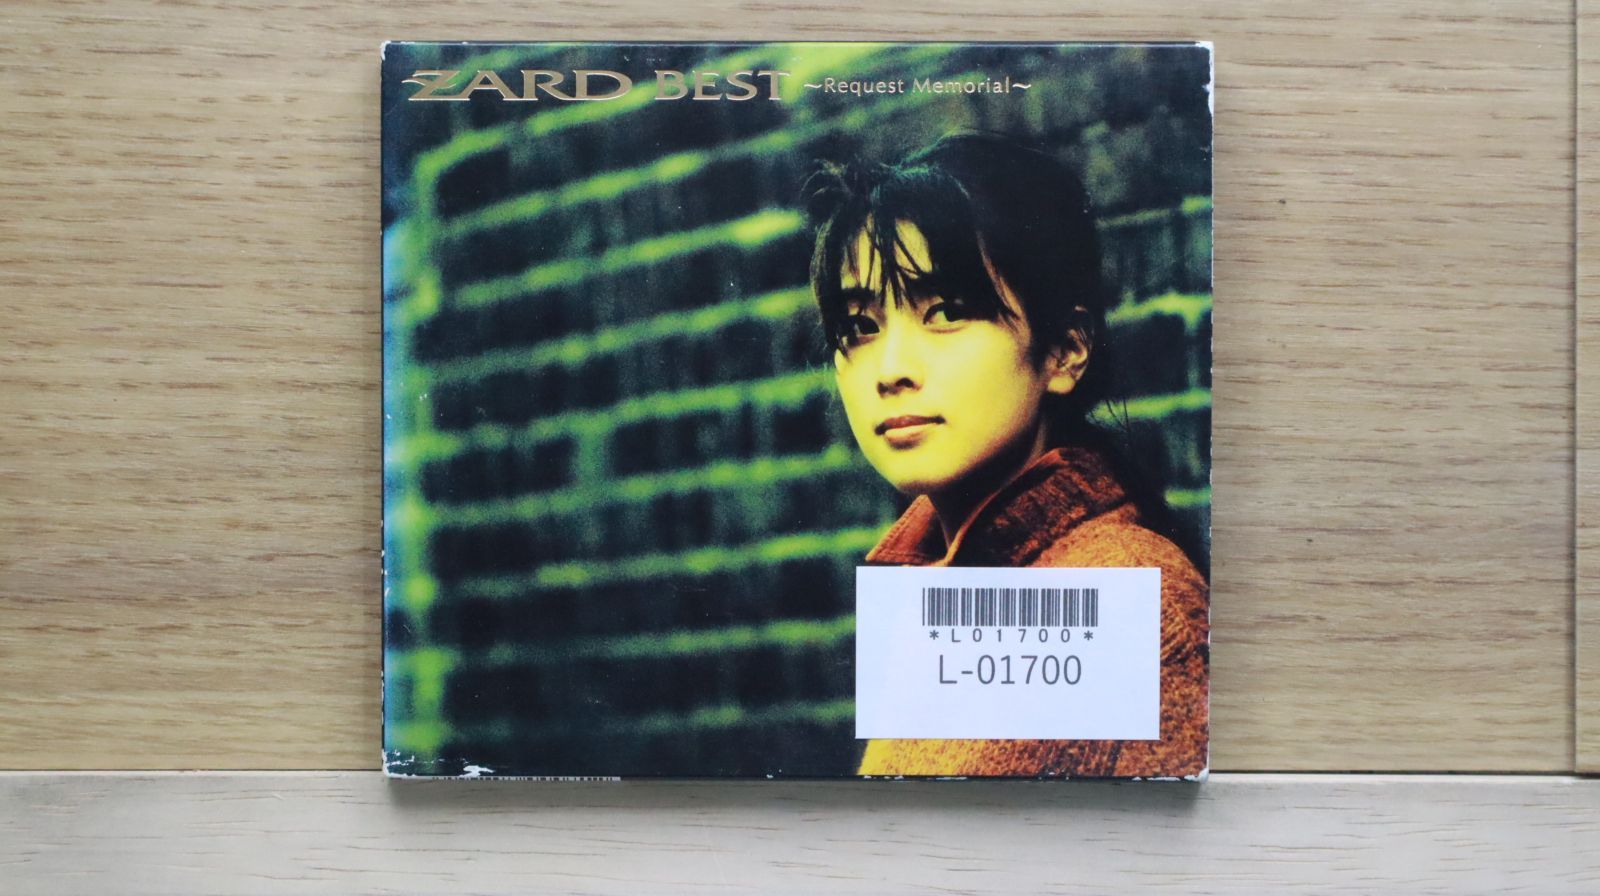 ZARD BEST ~Request Memorial~
*L01700*
L-01700